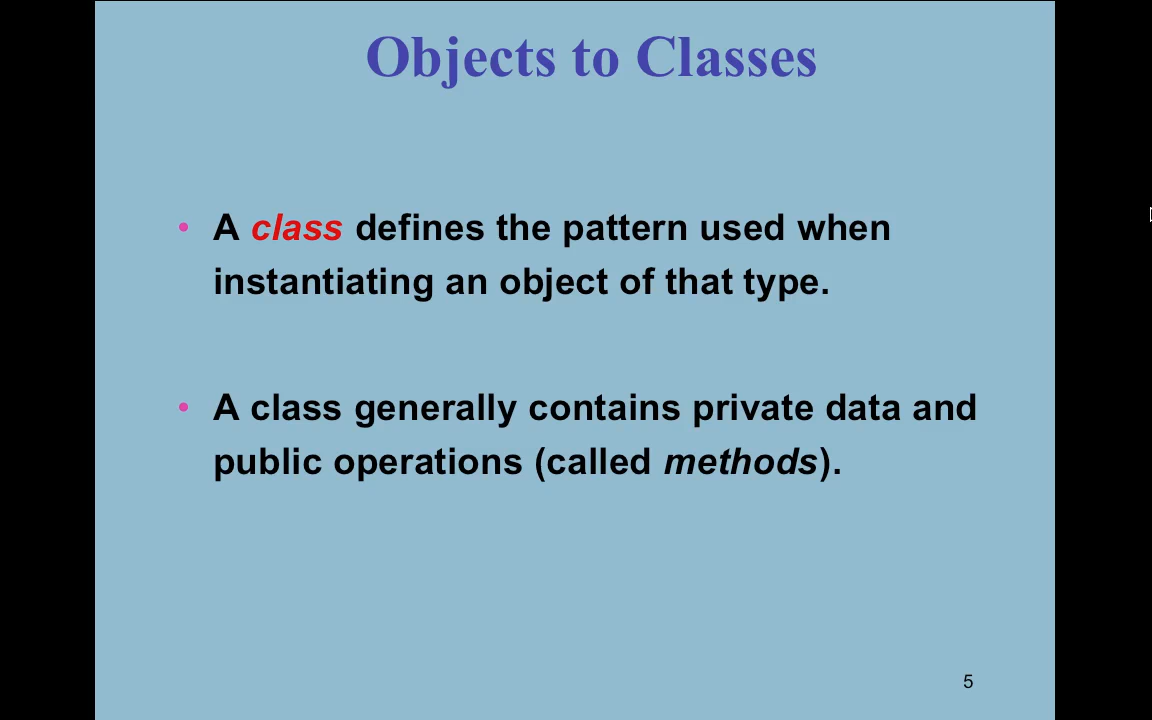 Objects to Classes
• A class defines the pattern used when
instantiating an object of that type.
• A class generally contains private data and
public operations (called methods).
5